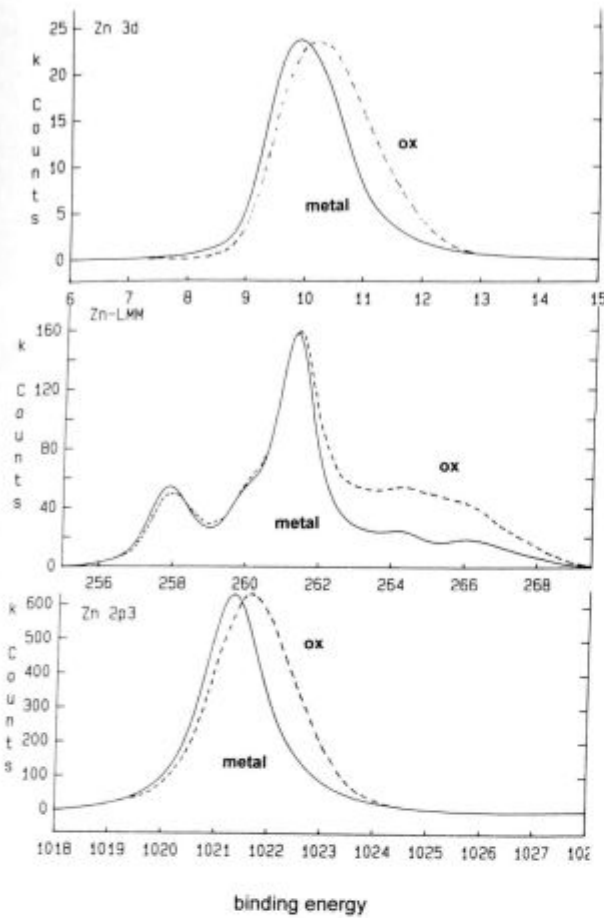 Zn 3d
k Counts
25
20
15
10
5
0
ox
metal
6 7 8 9 10 11 12 13 14 15
Zn-LMM
k Counts
160
120
80
40
0
ox
metal
256 258 260 262 264 266 268
Zn 2p3
k Counts
600
500
400
300
200
100
0
ox
metal
1018 1019 1020 1021 1022 1023 1024 1025 1026 1027
binding energy